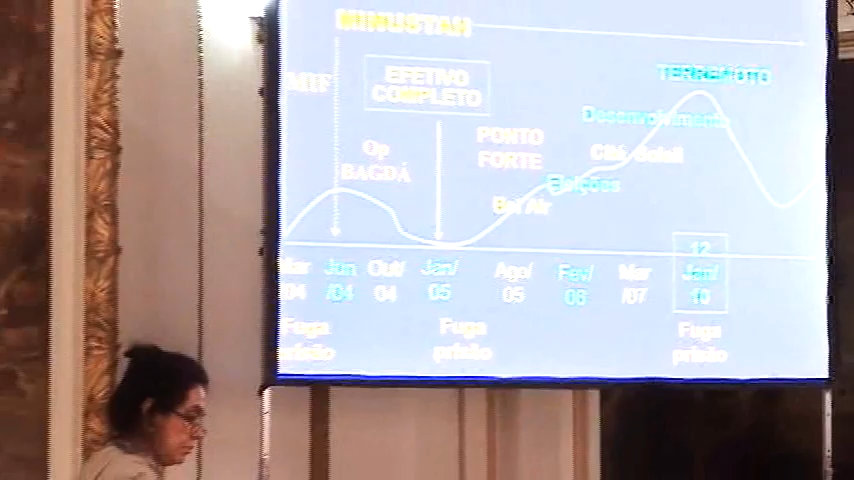 MINUSTAH
MIF
EFETIVO
COMPLETO
TERREMOTO
Desenvolvimento
Op
BAGDÁ
PONTO
FORTE
Cité Soleil
Eleições
Bel Air
12
Mar
/04
Jun
/04
Out/
04
Jan/
05
Ago/
05
Fev/
06
Mar
/07
Jan/
10
Fuga
prisão
Fuga
prisão
Fuga
prisão